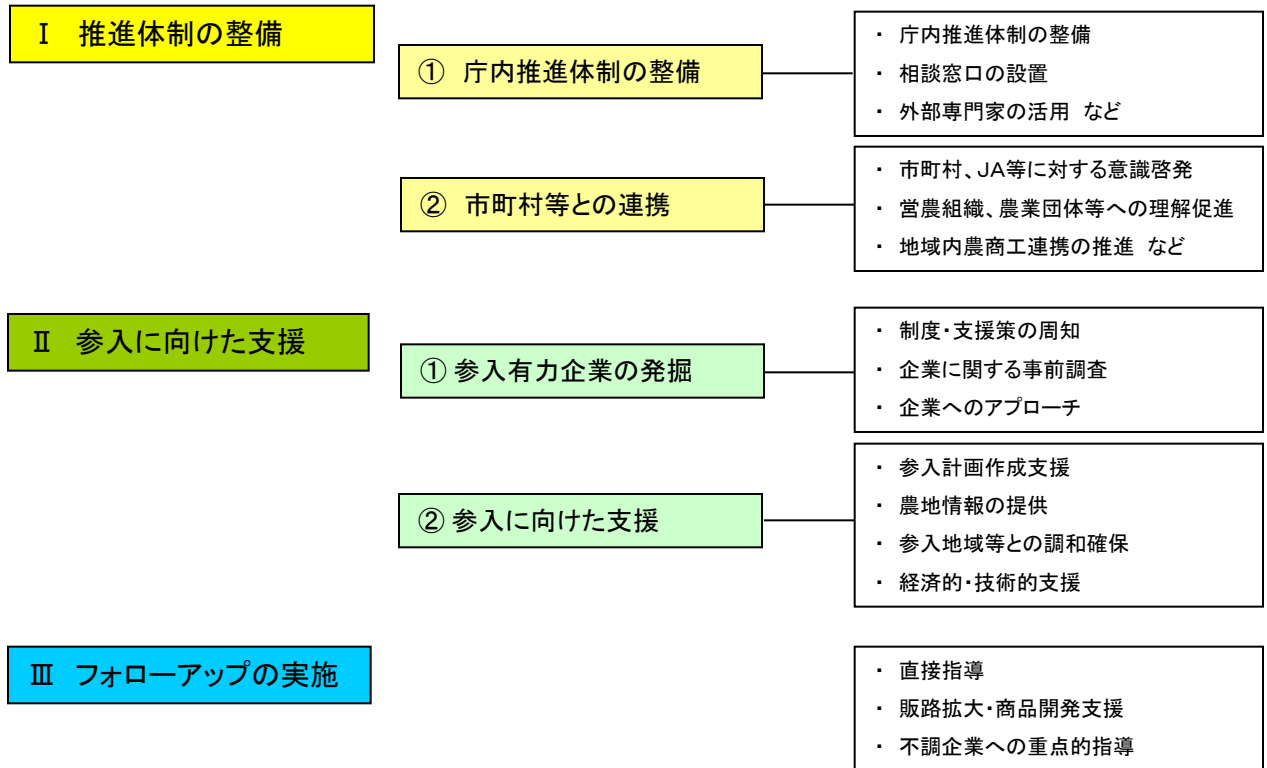 Ⅰ 推進体制の整備
① 庁内推進体制の整備
・ 庁内推進体制の整備
・ 相談窓口の設置
・ 外部専門家の活用 など
② 市町村等との連携
・ 市町村、JA等に対する意識啓発
・ 営農組織、農業団体等への理解促進
・ 地域内農商工連携の推進 など
Ⅱ 参入に向けた支援
① 参入有力企業の発掘
・ 制度・支援策の周知
・ 企業に関する事前調査
・ 企業へのアプローチ
② 参入に向けた支援
・ 参入計画作成支援
・ 農地情報の提供
・ 参入地域等との調和確保
・ 経済的・技術的支援
Ⅲ フォローアップの実施
・ 直接指導
・ 販路拡大・商品開発支援
・ 不調企業への重点的指導